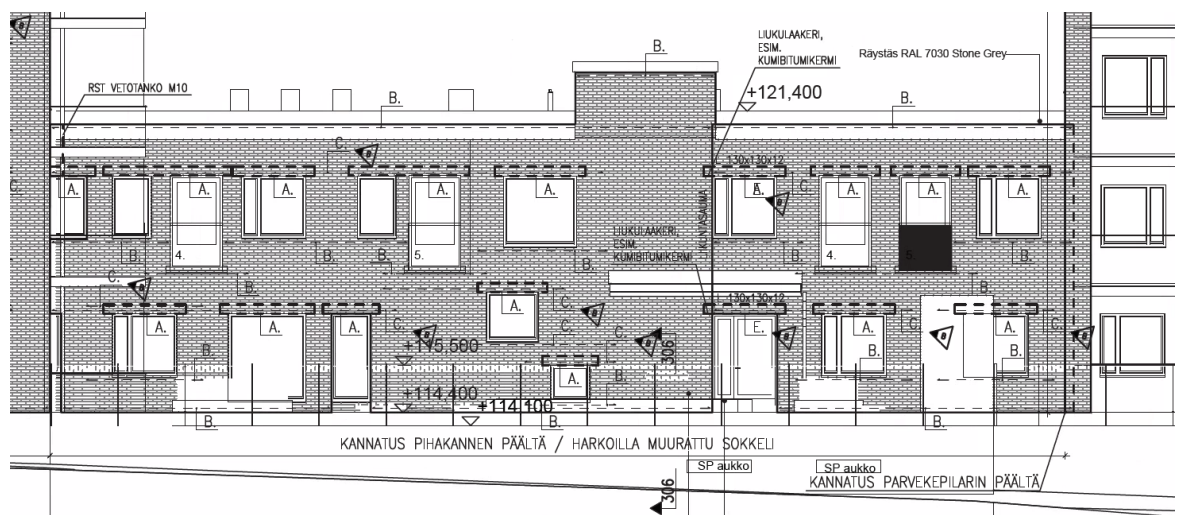 LIUKULAAKERI,
ESIM.
KUMIBITUMIKERMI
B.
Räystäs RAL 7030 Stone Grey
RST VETOTANKO M10
B.
+121,400
B.
C.
L 130x130x12
A.
A.
A.
A.
A.
A.
A.
A.
A.
A.
A.
C.
LIIKUNTASAUMA
LIUKULAAKERI,
ESIM.
KUMIBITUMIKERMI
B.
B.
B.
B.
B.
B.
4.
5.
4.
5.
C.
B.
B.
B.
C.
A.
C.
L 130x130x12
A.
A.
A.
C.
C.
E.
A.
C.
A.
C.
+115,500
C.
306
B.
A.
B.
B.
B.
+114,400
+114,100
B.
B.
KANNATUS PIHAKANNEN PÄÄLTÄ / HARKOILLA MUURATTU SOKKELI
SP aukko
SP aukko
KANNATUS PARVEKEPILARIN PÄÄLTÄ
306